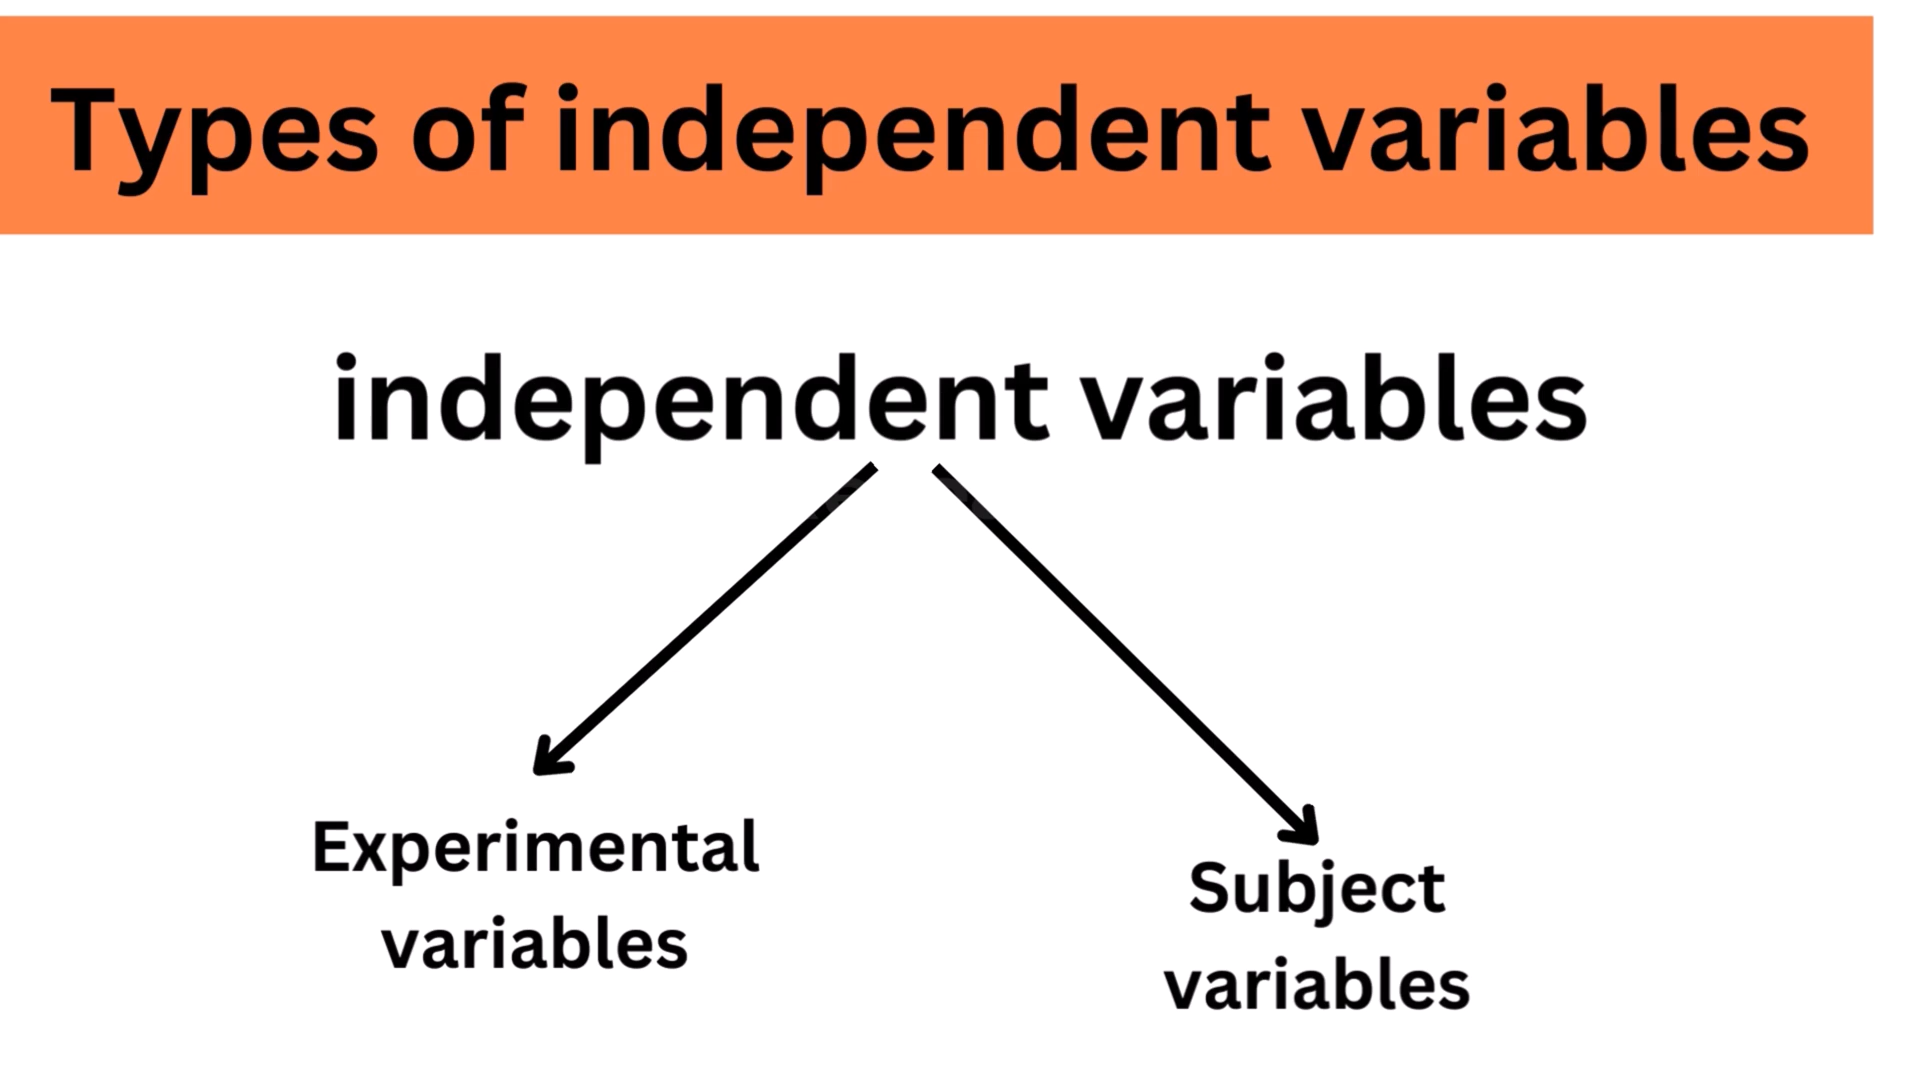 Types of independent variables
independent variables
Experimental
variables
Subject
variables